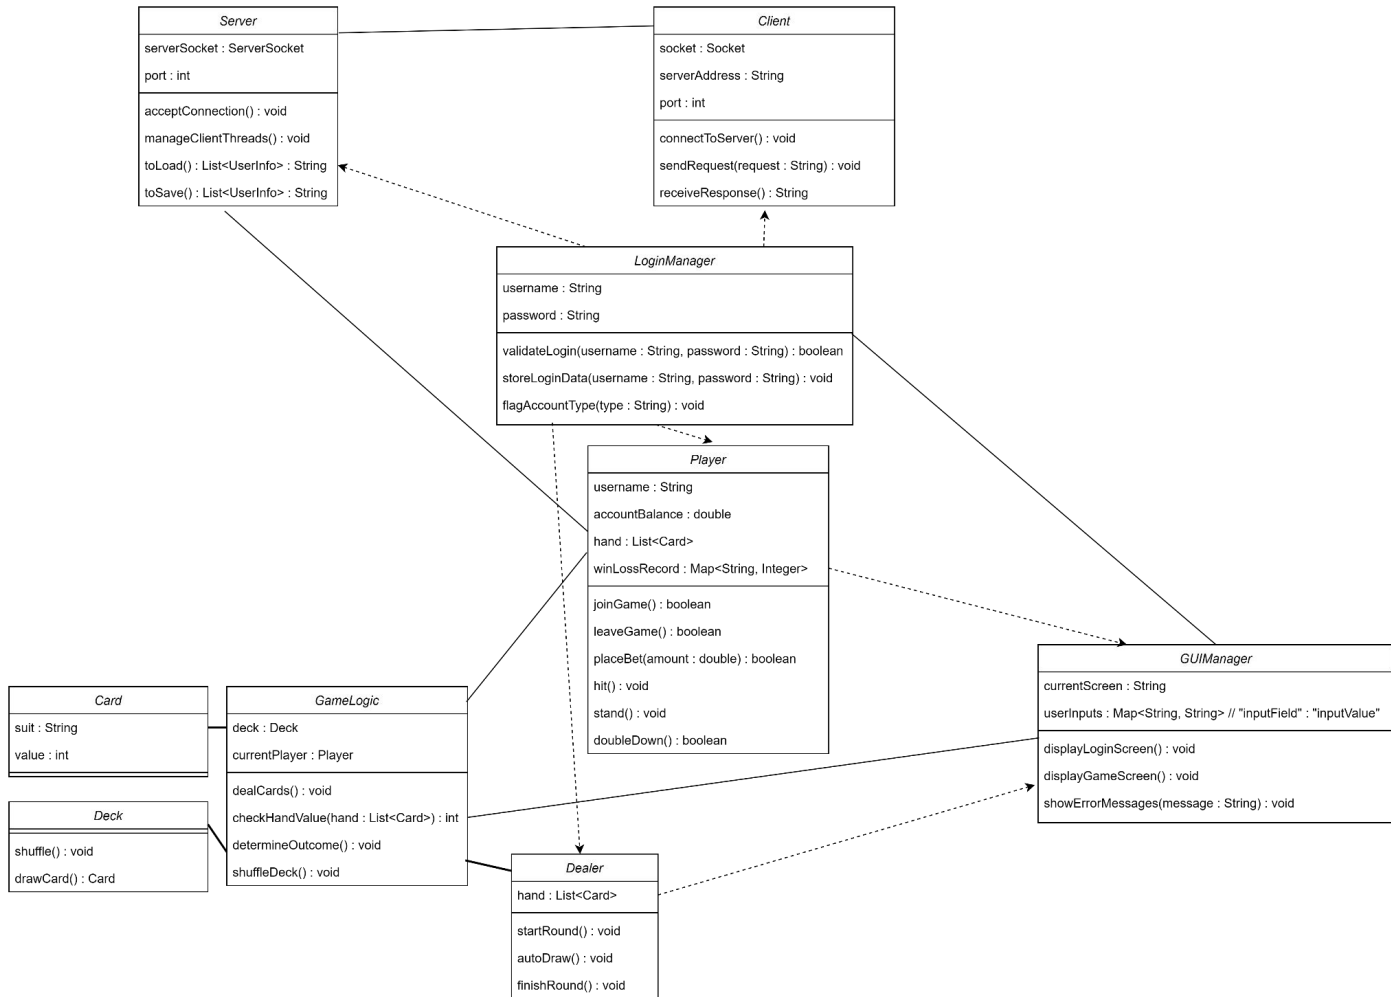 Server
serverSocket : ServerSocket
port : int
acceptConnection() : void
manageClientThreads() : void
toLoad() : List<UserInfo> : String
toSave() : List<UserInfo> : String
Client
socket : Socket
serverAddress : String
port : int
connectToServer() : void
sendRequest(request : String) : void
receiveResponse() : String
LoginManager
username : String
password : String
validateLogin(username : String, password : String) : boolean
storeLoginData(username : String, password : String) : void
flagAccountType(type : String) : void
Player
username : String
accountBalance : double
hand : List<Card>
winLossRecord : Map<String, Integer>
joinGame() : boolean
leaveGame() : boolean
placeBet(amount : double) : boolean
hit() : void
stand() : void
doubleDown() : boolean
GUIManager
currentScreen : String
userInputs : Map<String, String> // "inputField" : "inputValue"
displayLoginScreen() : void
displayGameScreen() : void
showErrorMessages(message : String) : void
Card
suit : String
value : int
GameLogic
deck : Deck
currentPlayer : Player
dealCards() : void
checkHandValue(hand : List<Card>) : int
determineOutcome() : void
shuffleDeck() : void
Deck
shuffle() : void
drawCard() : Card
Dealer
hand : List<Card>
startRound() : void
autoDraw() : void
finishRound() : void